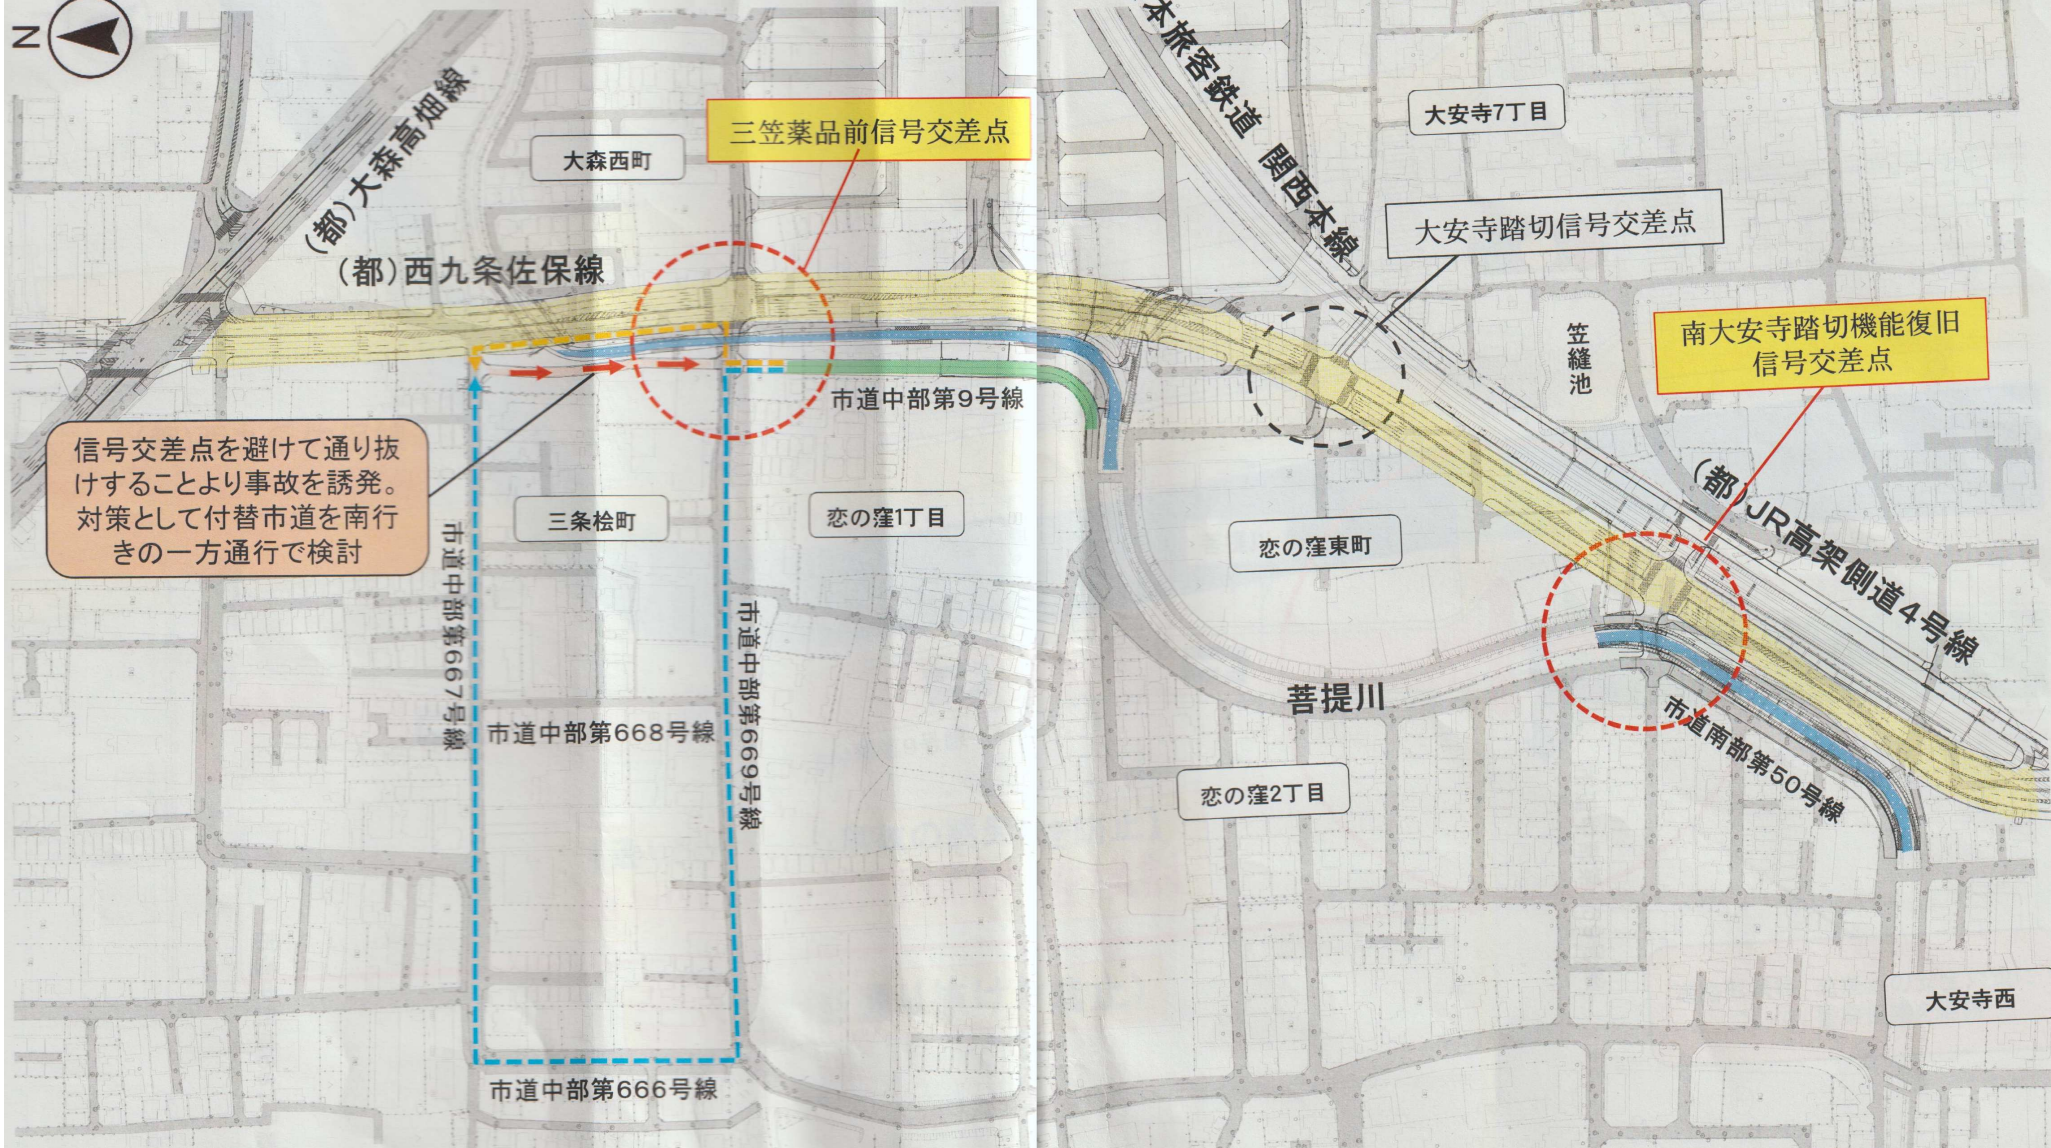 N
(都)大森高畑線
(都)西九条佐保線
大森西町
三笠薬品前信号交差点
本旅客鉄道 関西本線
大安寺7丁目
大安寺踏切信号交差点
笠縫池
南大安寺踏切機能復旧
信号交差点
市道中部第9号線
信号交差点を避けて通り抜
けすることより事故を誘発。
対策として付替市道を南行
きの一方通行で検討
三条桧町
恋の窪1丁目
恋の窪東町
(都)JR高架側道4号線
市道中部第667号線
市道中部第668号線
市道中部第669号線
菩提川
市道南部第50号線
恋の窪2丁目
大安寺西
市道中部第666号線